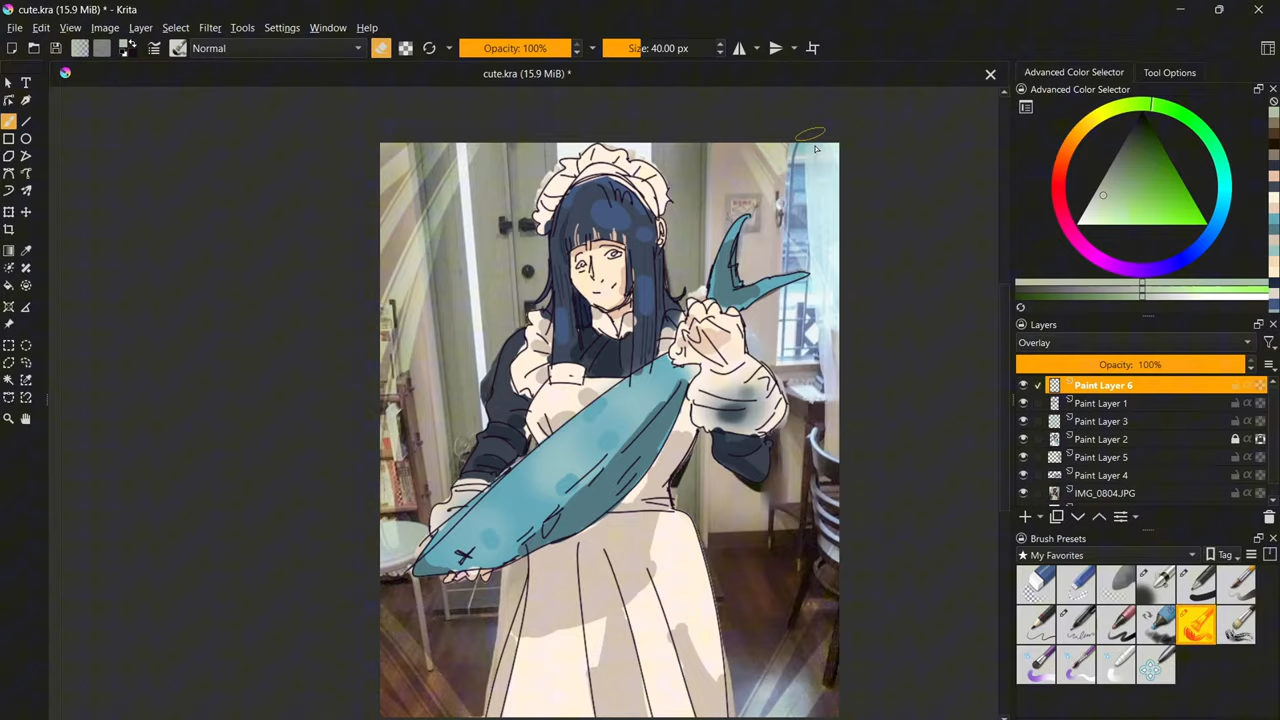 cute.kra (15.9 MiB) * - Krita
File Edit View Image Layer Select Filter Tools Settings Window Help
Normal Opacity: 100% Size: 40.00 px
cute.kra (15.9 MiB) *
Advanced Color Selector Tool Options
Advanced Color Selector
Layers
Overlay
Opacity: 100%
Paint Layer 6
Paint Layer 1
Paint Layer 3
Paint Layer 2
Paint Layer 5
Paint Layer 4
IMG_0804.JPG
Brush Presets
★ My Favorites Tag